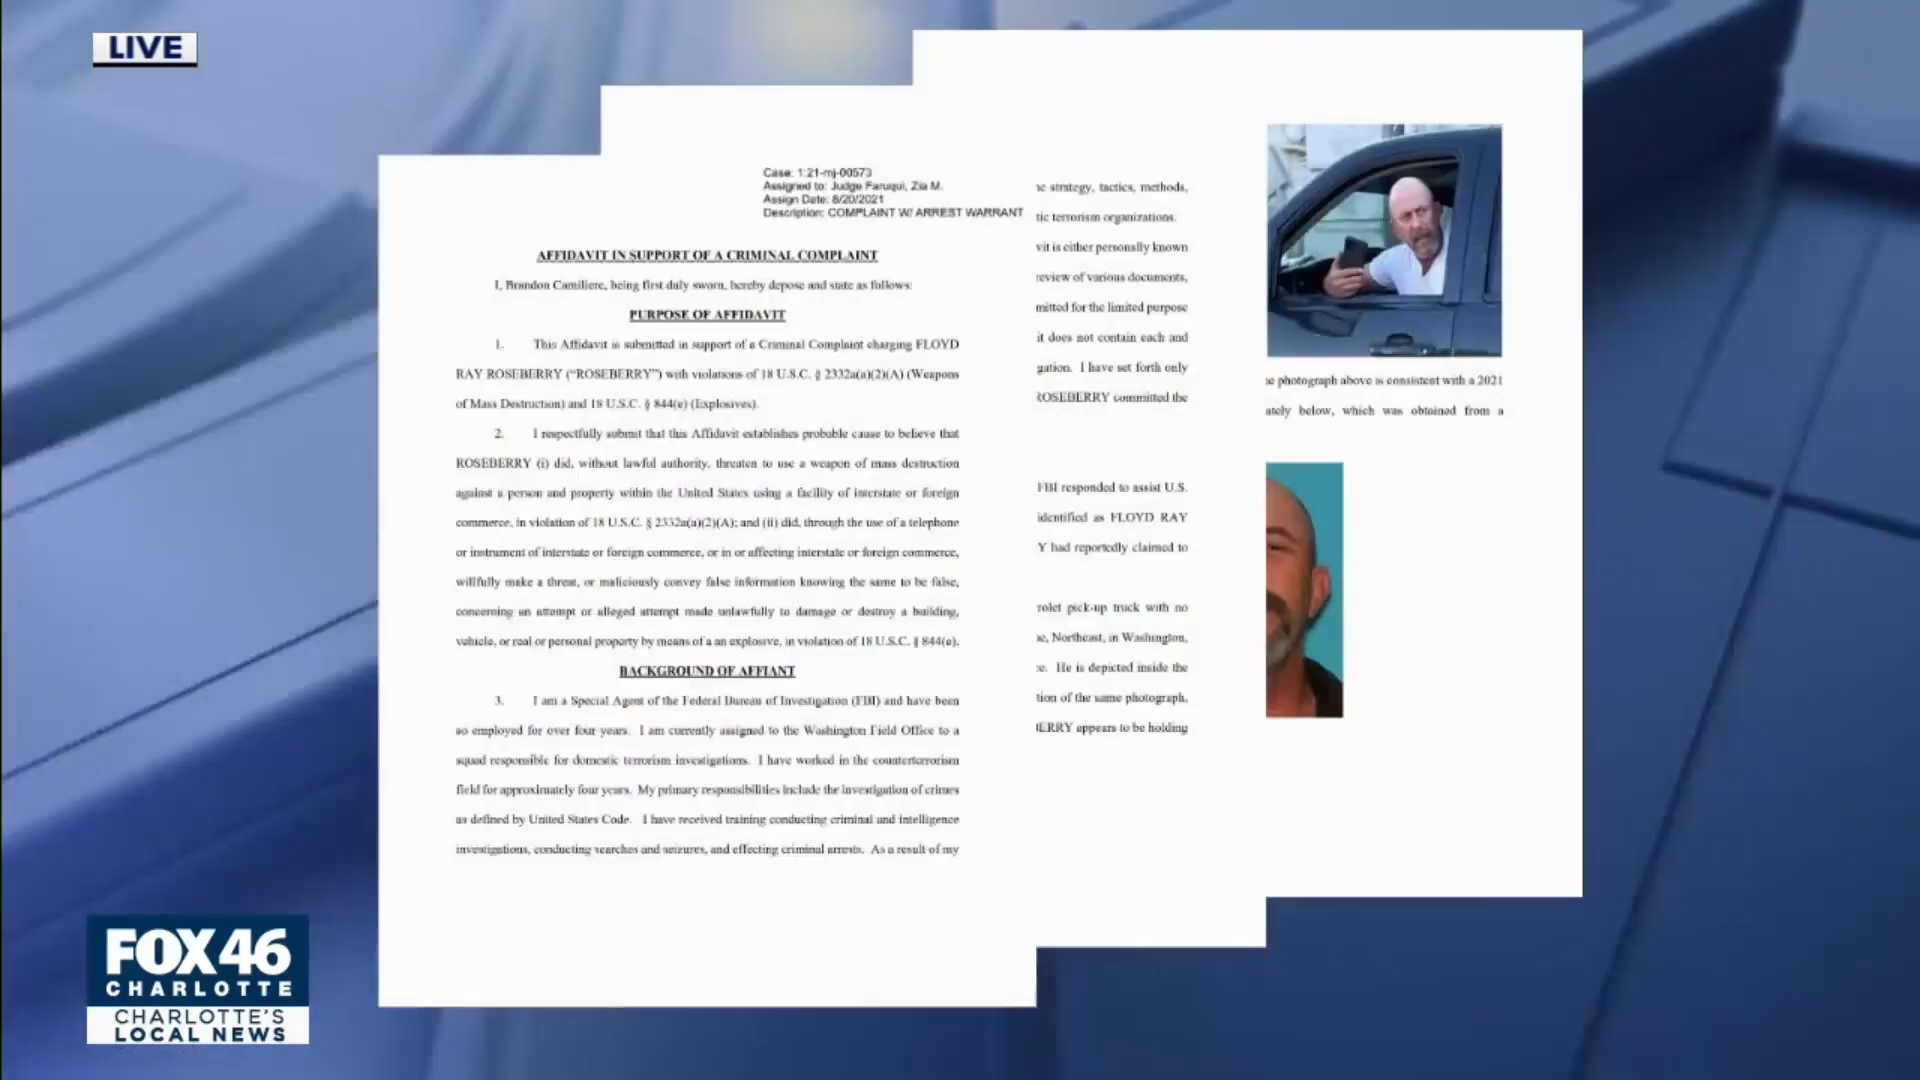 LIVE
Case: 1:21-mj-00573
Assigned to: Judge Faruqui, Zia M.
Assign Date: 8/20/2021
Description: COMPLAINT W/ ARREST WARRANT
AFFIDAVIT IN SUPPORT OF A CRIMINAL COMPLAINT
I, Brandon Camiliere, being first duly sworn, hereby depose and state as follows:
PURPOSE OF AFFIDAVIT
1. This Affidavit is submitted in support of a Criminal Complaint charging FLOYD
RAY ROSEBERRY (“ROSEBERRY”) with violations of 18 U.S.C. § 2332a(a)(2)(A) (Weapons
of Mass Destruction) and 18 U.S.C. § 844(e) (Explosives).
2. I respectfully submit that this Affidavit establishes probable cause to believe that
ROSEBERRY (i) did, without lawful authority, threaten to use a weapon of mass destruction
against a person and property within the United States using a facility of interstate or foreign
commerce, in violation of 18 U.S.C. § 2332a(a)(2)(A); and (ii) did, through the use of a telephone
or instrument of interstate or foreign commerce, or in or affecting interstate or foreign commerce,
willfully make a threat, or maliciously convey false information knowing the same to be false,
concerning an attempt or alleged attempt made unlawfully to damage or destroy a building,
vehicle, or real or personal property by means of a an explosive, in violation of 18 U.S.C. § 844(e).
BACKGROUND OF AFFIANT
3. I am a Special Agent of the Federal Bureau of Investigation (FBI) and have been
so employed for over four years. I am currently assigned to the Washington Field Office to a
squad responsible for domestic terrorism investigations. I have worked in the counterterrorism
field for approximately four years. My primary responsibilities include the investigation of crimes
as defined by United States Code. I have received training conducting criminal and intelligence
investigations, conducting searches and seizures, and effecting criminal arrests. As a result of my
strategy, tactics, methods,
tic terrorism organizations.
vit is either personally known
review of various documents,
mitted for the limited purpose
it does not contain each and
gation. I have set forth only
ROSEBERRY committed the
FBI responded to assist U.S.
identified as FLOYD RAY
Y had reportedly claimed to
rolet pick-up truck with no
Northeast, in Washington,
He is depicted inside the
tion of the same photograph,
BERRY appears to be holding
photograph above is consistent with a 2021
ately below, which was obtained from a
FOX 46
CHARLOTTE
CHARLOTTE'S
LOCAL NEWS